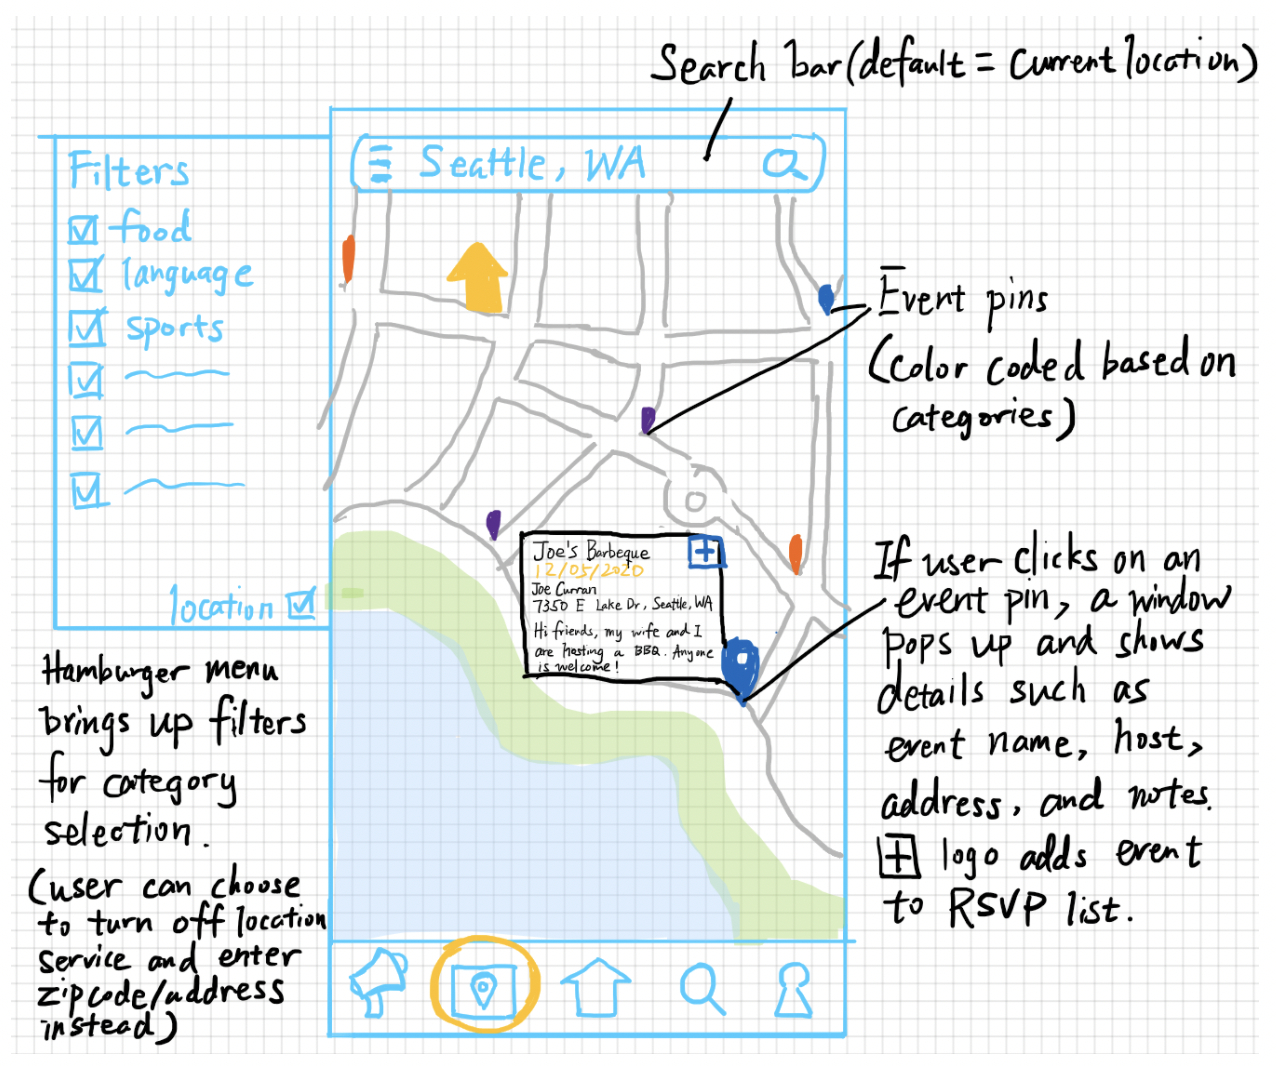 Search bar (default = Current location)
Seattle, WA
Filters
food
language
sports
location
Event pins
(Color coded based on
categories)
Joe's Barbeque
12/05/2020
Joe Curran
7350 E Lake Dr, Seattle, WA
Hi friends, my wife and I
are hosting a BBQ. Anyone
is welcome!
If user clicks on an
event pin, a window
pops up and shows
details such as
event name, host,
address, and notes.
+ logo adds event
to RSVP list.
Hamburger menu
brings up filters
for category
selection.
(user can choose
to turn off location
service and enter
zipcode/address
instead)